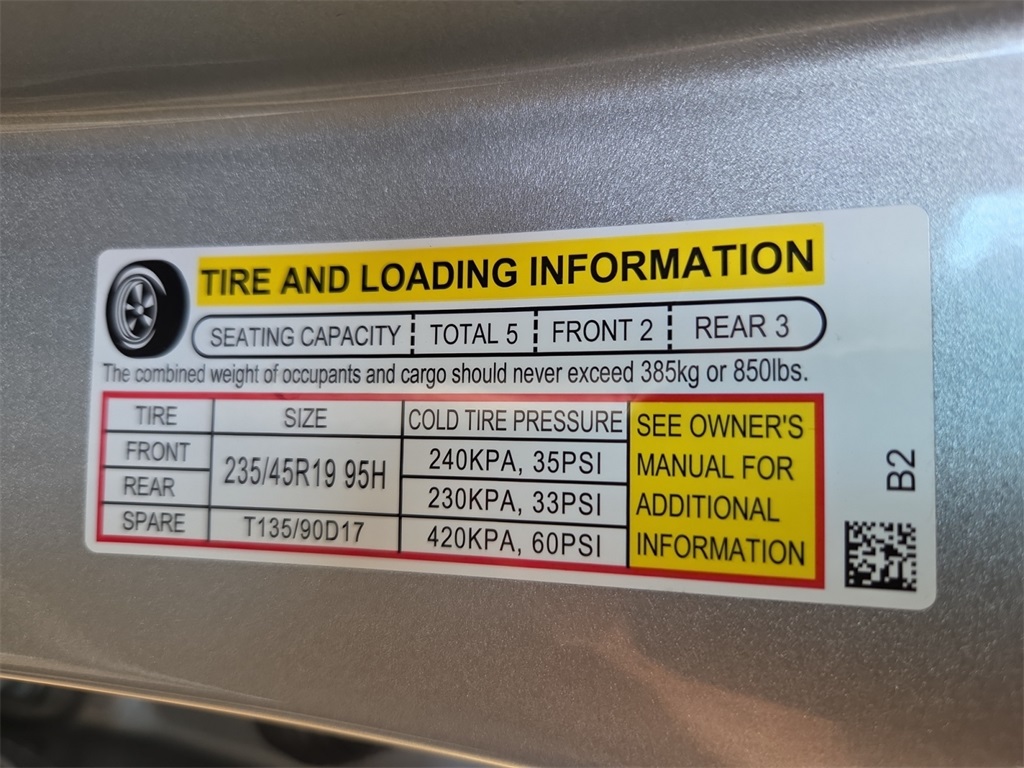 TIRE AND LOADING INFORMATION
SEATING CAPACITY TOTAL 5 FRONT 2 REAR 3
The combined weight of occupants and cargo should never exceed 385kg or 850lbs.
TIRE SIZE COLD TIRE PRESSURE
FRONT 235/45R19 95H 240KPA, 35PSI
REAR 230KPA, 33PSI
SPARE T135/90D17 420KPA, 60PSI
SEE OWNER'S
MANUAL FOR
ADDITIONAL
INFORMATION
B2